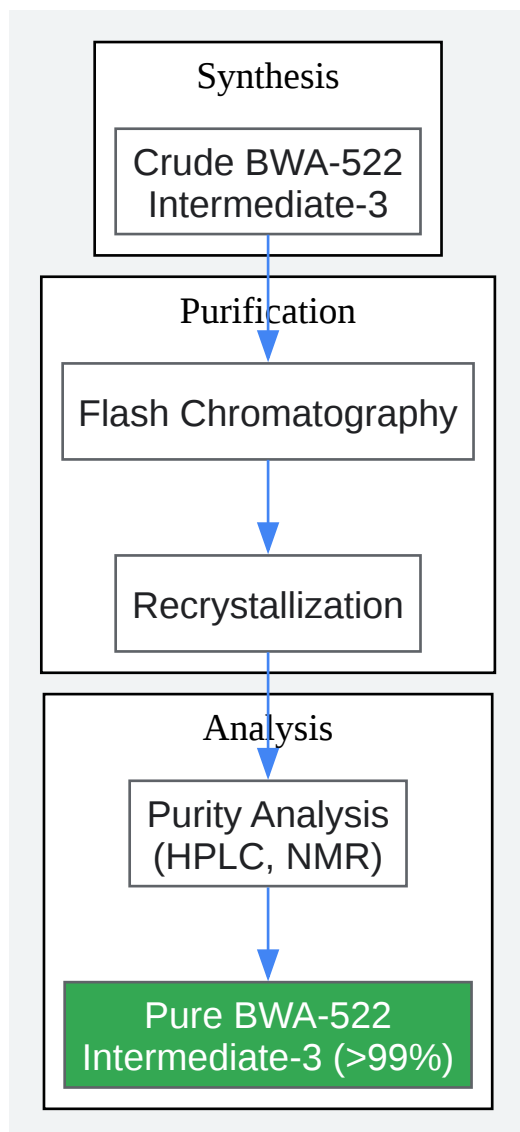 Synthesis
Crude BWA-522
Intermediate-3
Purification
Flash Chromatography
Recrystallization
Analysis
Purity Analysis
(HPLC, NMR)
Pure BWA-522
Intermediate-3 (>99%)